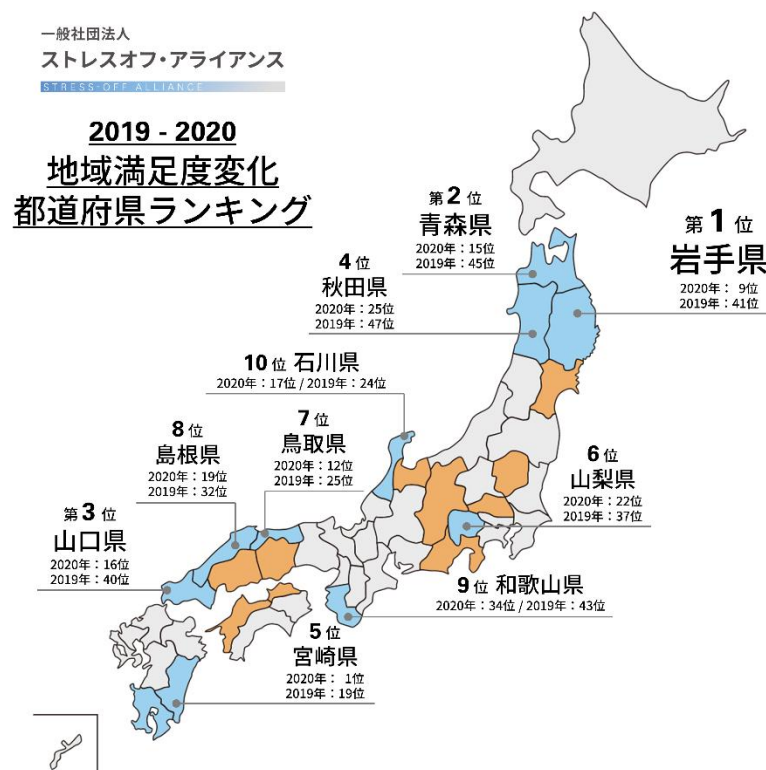 一般社団法人
ストレスオフ・アライアンス
STRESS-OFF ALLIANCE
2019 - 2020
地域満足度変化
都道府県ランキング
第1位
岩手県
2020年： 9位
2019年：41位
第2位
青森県
2020年：15位
2019年：45位
4位
秋田県
2020年：25位
2019年：47位
10位 石川県
2020年：17位 / 2019年：24位
7位
鳥取県
2020年：12位
2019年：25位
8位
島根県
2020年：19位
2019年：32位
6位
山梨県
2020年：22位
2019年：37位
第3位
山口県
2020年：16位
2019年：40位
9位 和歌山県
2020年：34位 / 2019年：43位
5位
宮崎県
2020年： 1位
2019年：19位